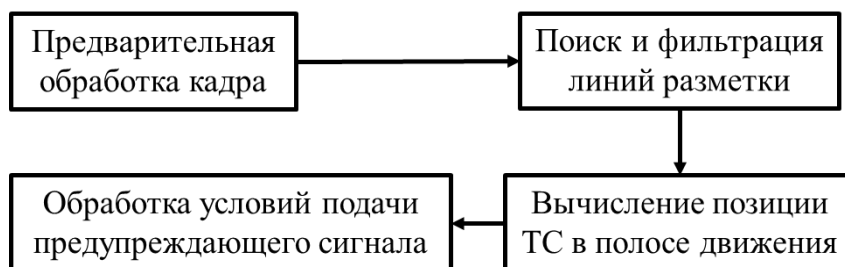 Предварительная
обработка кадра
Поиск и фильтрация
линий разметки
Вычисление позиции
ТС в полосе движения
Обработка условий подачи
предупреждающего сигнала